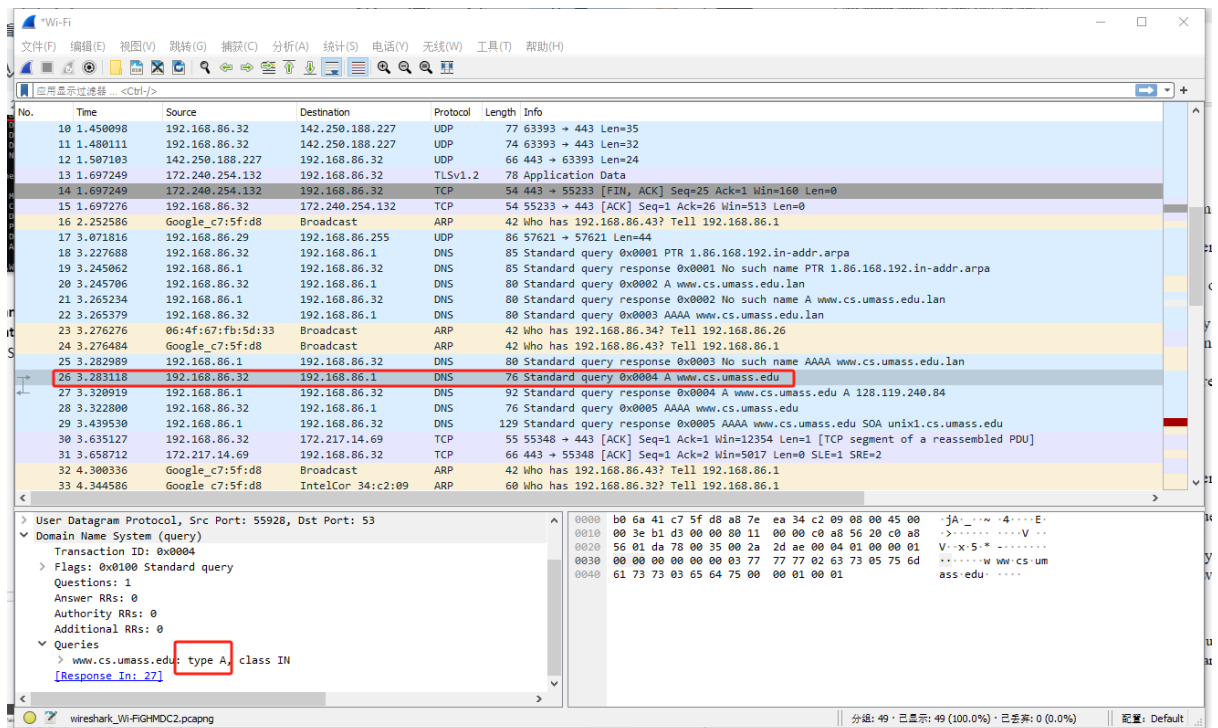 *Wi-Fi
文件(F) 编辑(E) 视图(V) 跳转(G) 捕获(C) 分析(A) 统计(S) 电话(Y) 无线(W) 工具(T) 帮助(H)
应用显示过滤器 … <Ctrl-/>
No. Time Source Destination Protocol Length Info
10 1.450098 192.168.86.32 142.250.188.227 UDP 77 63393 → 443 Len=35
11 1.480111 192.168.86.32 142.250.188.227 UDP 74 63393 → 443 Len=32
12 1.507103 142.250.188.227 192.168.86.32 UDP 66 443 → 63393 Len=24
13 1.697249 172.240.254.132 192.168.86.32 TLSv1.2 78 Application Data
14 1.697249 172.240.254.132 192.168.86.32 TCP 54 443 → 55233 [FIN, ACK] Seq=25 Ack=1 Win=160 Len=0
15 1.697276 192.168.86.32 172.240.254.132 TCP 54 55233 → 443 [ACK] Seq=1 Ack=26 Win=513 Len=0
16 2.252586 Google_c7:5f:d8 Broadcast ARP 42 Who has 192.168.86.43? Tell 192.168.86.1
17 3.071816 192.168.86.29 192.168.86.255 UDP 86 57621 → 57621 Len=44
18 3.227688 192.168.86.32 192.168.86.1 DNS 85 Standard query 0x0001 PTR 1.86.168.192.in-addr.arpa
19 3.245062 192.168.86.1 192.168.86.32 DNS 85 Standard query response 0x0001 No such name PTR 1.86.168.192.in-addr.arpa
20 3.245706 192.168.86.32 192.168.86.1 DNS 80 Standard query 0x0002 A www.cs.umass.edu.lan
21 3.265234 192.168.86.1 192.168.86.32 DNS 80 Standard query response 0x0002 No such name A www.cs.umass.edu.lan
22 3.265379 192.168.86.32 192.168.86.1 DNS 80 Standard query 0x0003 AAAA www.cs.umass.edu.lan
23 3.276276 06:4f:67:fb:5d:33 Broadcast ARP 42 Who has 192.168.86.34? Tell 192.168.86.26
24 3.276484 Google_c7:5f:d8 Broadcast ARP 42 Who has 192.168.86.43? Tell 192.168.86.1
25 3.282989 192.168.86.1 192.168.86.32 DNS 80 Standard query response 0x0003 No such name AAAA www.cs.umass.edu.lan
26 3.283118 192.168.86.32 192.168.86.1 DNS 76 Standard query 0x0004 A www.cs.umass.edu
27 3.320919 192.168.86.1 192.168.86.32 DNS 92 Standard query response 0x0004 A www.cs.umass.edu A 128.119.240.84
28 3.322800 192.168.86.32 192.168.86.1 DNS 76 Standard query 0x0005 AAAA www.cs.umass.edu
29 3.439530 192.168.86.1 192.168.86.32 DNS 129 Standard query response 0x0005 AAAA www.cs.umass.edu SOA unix1.cs.umass.edu
30 3.635127 192.168.86.32 172.217.14.69 TCP 55 55348 → 443 [ACK] Seq=1 Ack=1 Win=12354 Len=1 [TCP segment of a reassembled PDU]
31 3.658712 172.217.14.69 192.168.86.32 TCP 66 443 → 55348 [ACK] Seq=1 Ack=2 Win=5017 Len=0 SLE=1 SRE=2
32 4.300336 Google_c7:5f:d8 Broadcast ARP 42 Who has 192.168.86.43? Tell 192.168.86.1
33 4.344586 Google_c7:5f:d8 IntelCor_34:c2:09 ARP 60 Who has 192.168.86.32? Tell 192.168.86.1
User Datagram Protocol, Src Port: 55928, Dst Port: 53
Domain Name System (query)
Transaction ID: 0x0004
Flags: 0x0100 Standard query
Questions: 1
Answer RRs: 0
Authority RRs: 0
Additional RRs: 0
Queries
www.cs.umass.edu: type A, class IN
[Response In: 27]
0000 b0 6a 41 c7 5f d8 a8 7e ea 34 c2 09 08 00 45 00 ·jA·_··~ ·4····E·
0010 00 3e b1 d3 00 00 80 11 00 00 c0 a8 56 20 c0 a8 ·>······ ····V ··
0020 56 01 da 78 00 35 00 2a 2d ae 00 04 01 00 00 01 V··x·5·* -·······
0030 00 00 00 00 00 00 03 77 77 77 02 63 73 05 75 6d ·······w ww·cs·um
0040 61 73 73 03 65 64 75 00 00 01 00 01 ass·edu· ····
wireshark_Wi-FiGHMDC2.pcapng 分组: 49 · 已显示: 49 (100.0%) · 已丢弃: 0 (0.0%) 配置: Default